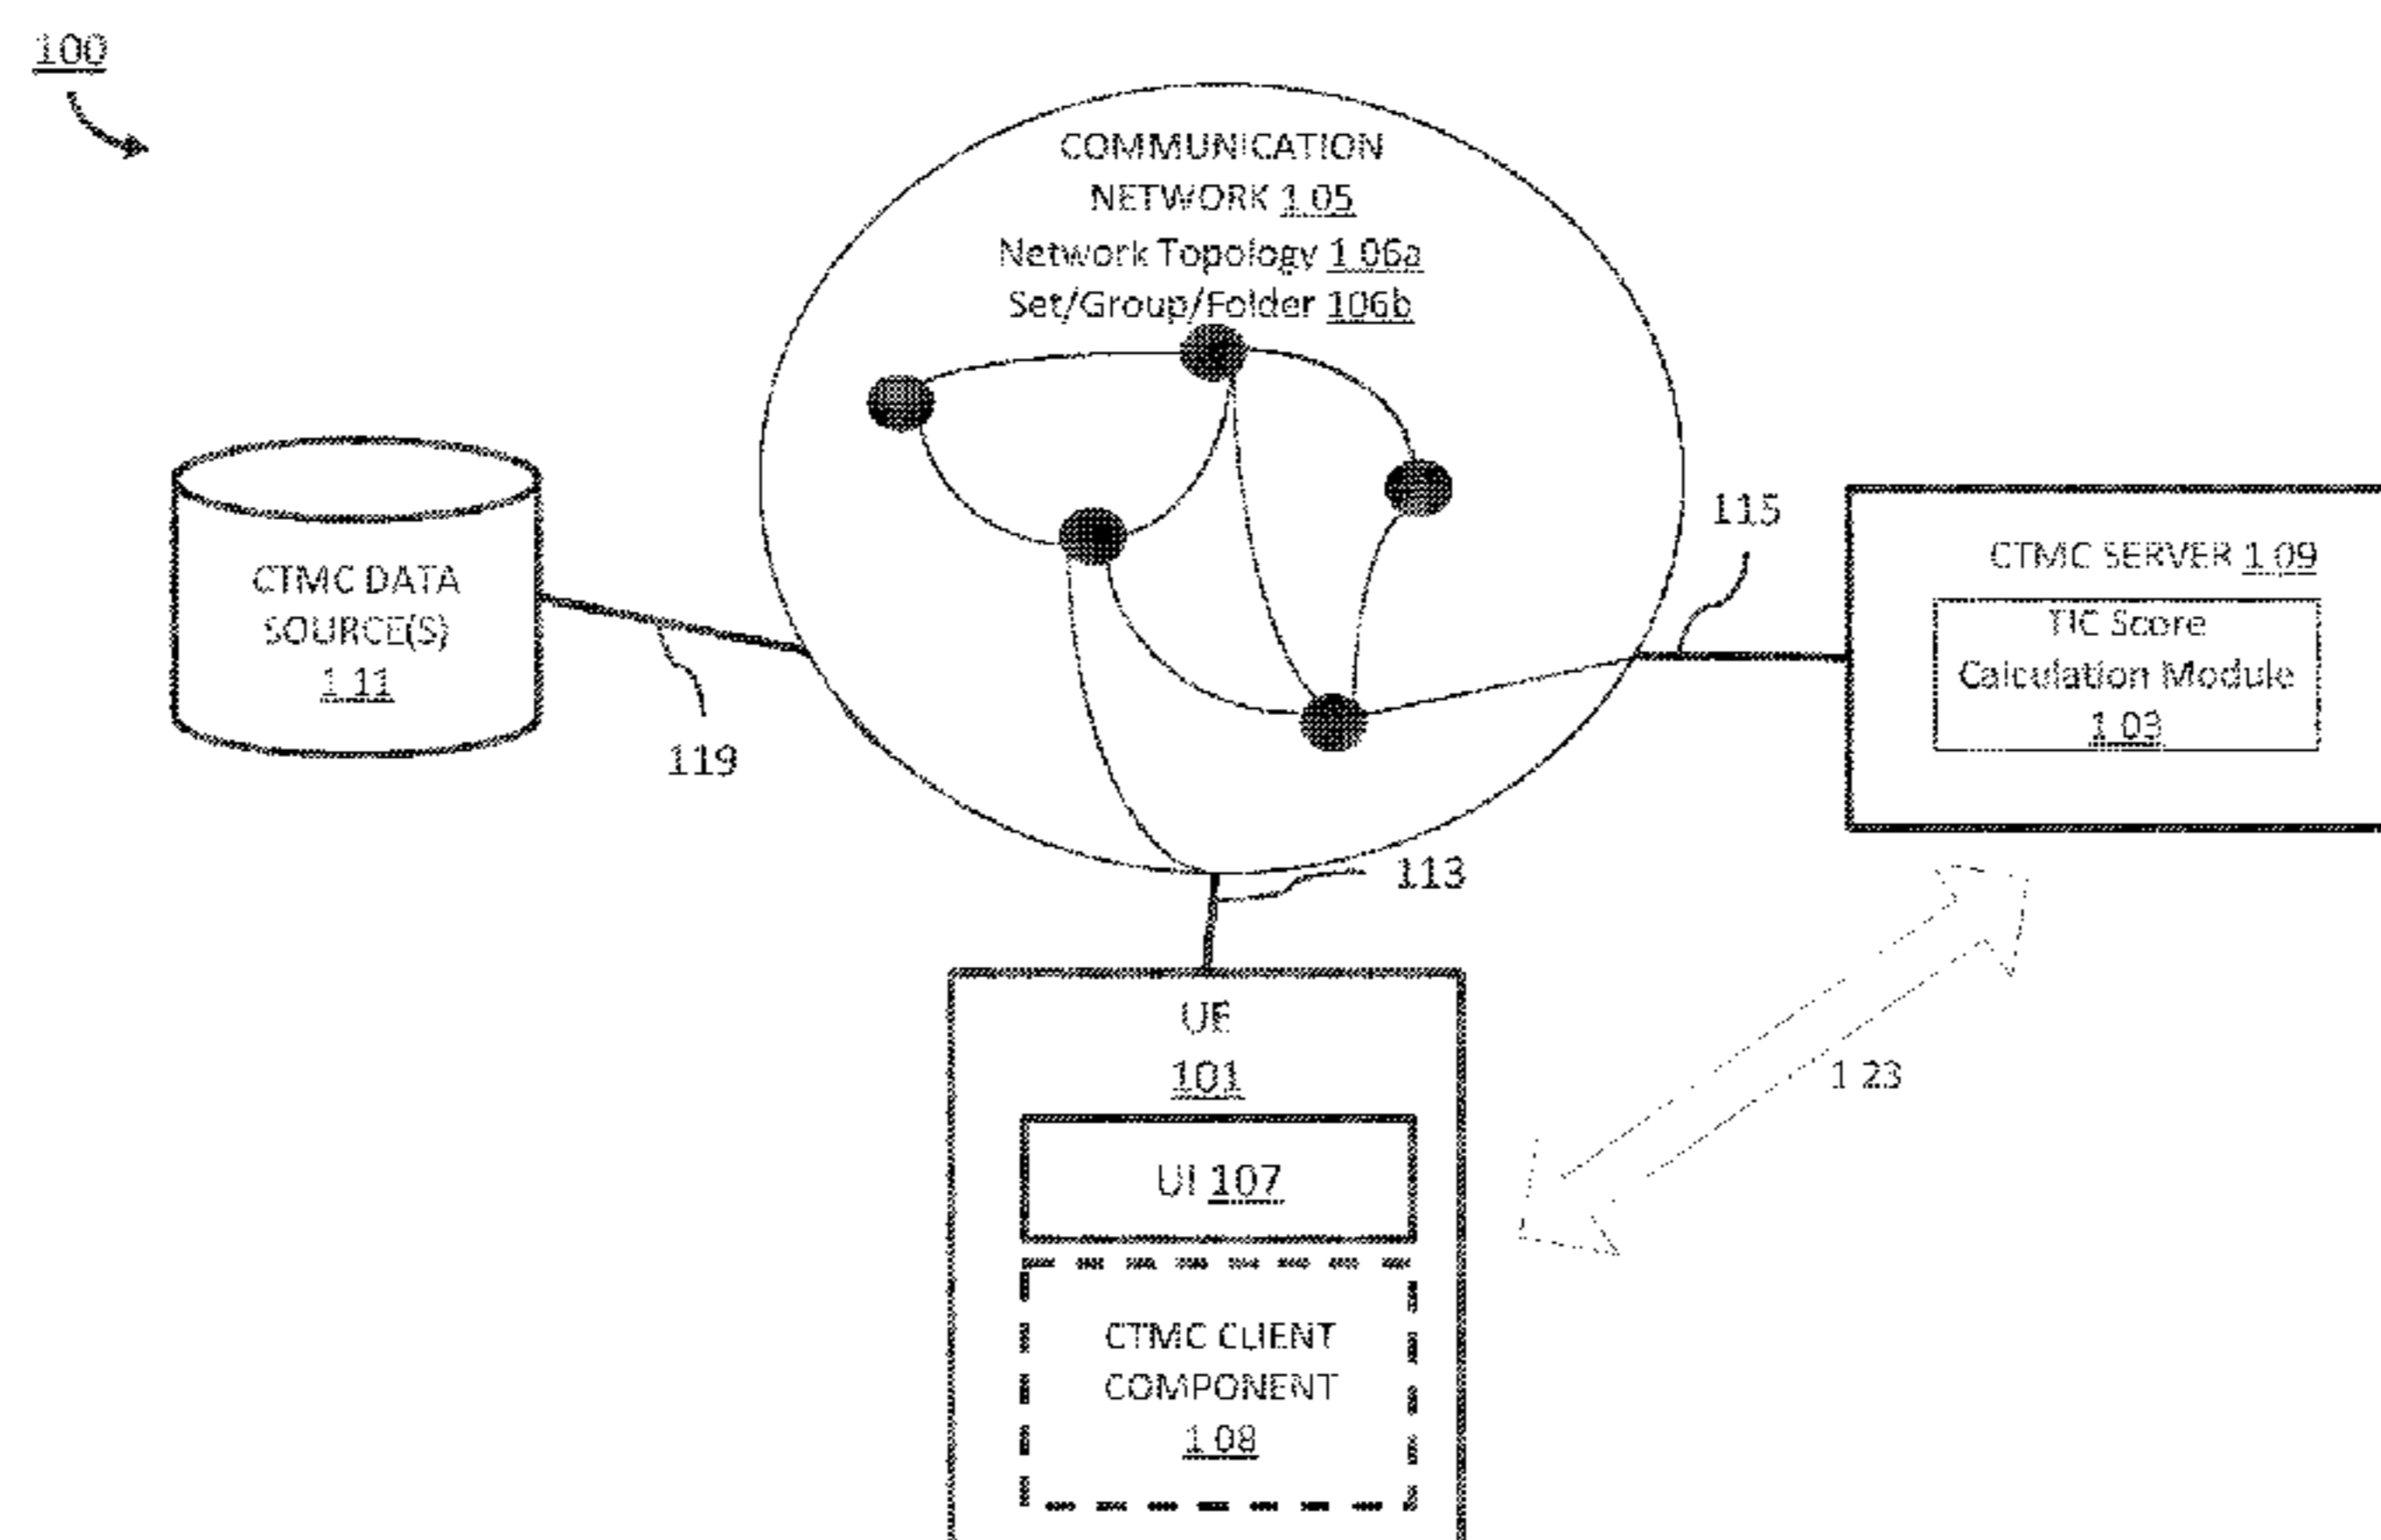 100
COMMUNICATION
NETWORK 105
Network Topology 106a
Set/Group/Folder 106b
CTMC DATA
SOURCE(S)
111
119
115
CTMC SERVER 109
TIC Score
Calculation Module
103
113
UE
101
UI 107
CTMC CLIENT
COMPONENT
108
123